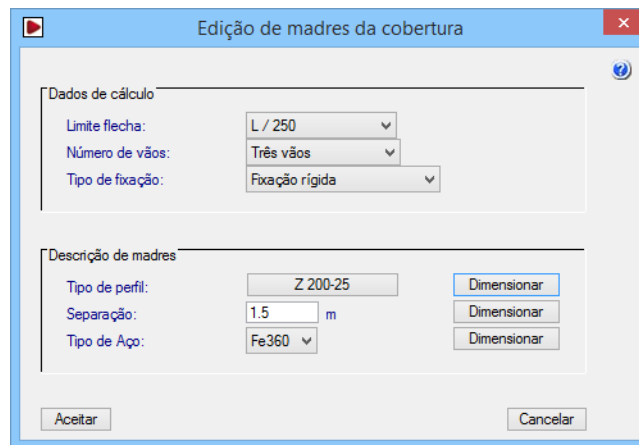 Edição de madres da cobertura
Dados de cálculo
Limite flecha: L / 250
Número de vãos: Três vãos
Tipo de fixação: Fixação rígida
Descrição de madres
Tipo de perfil: Z 200-25 Dimensionar
Separação: 1.5 m Dimensionar
Tipo de Aço: Fe360 Dimensionar
Aceitar Cancelar